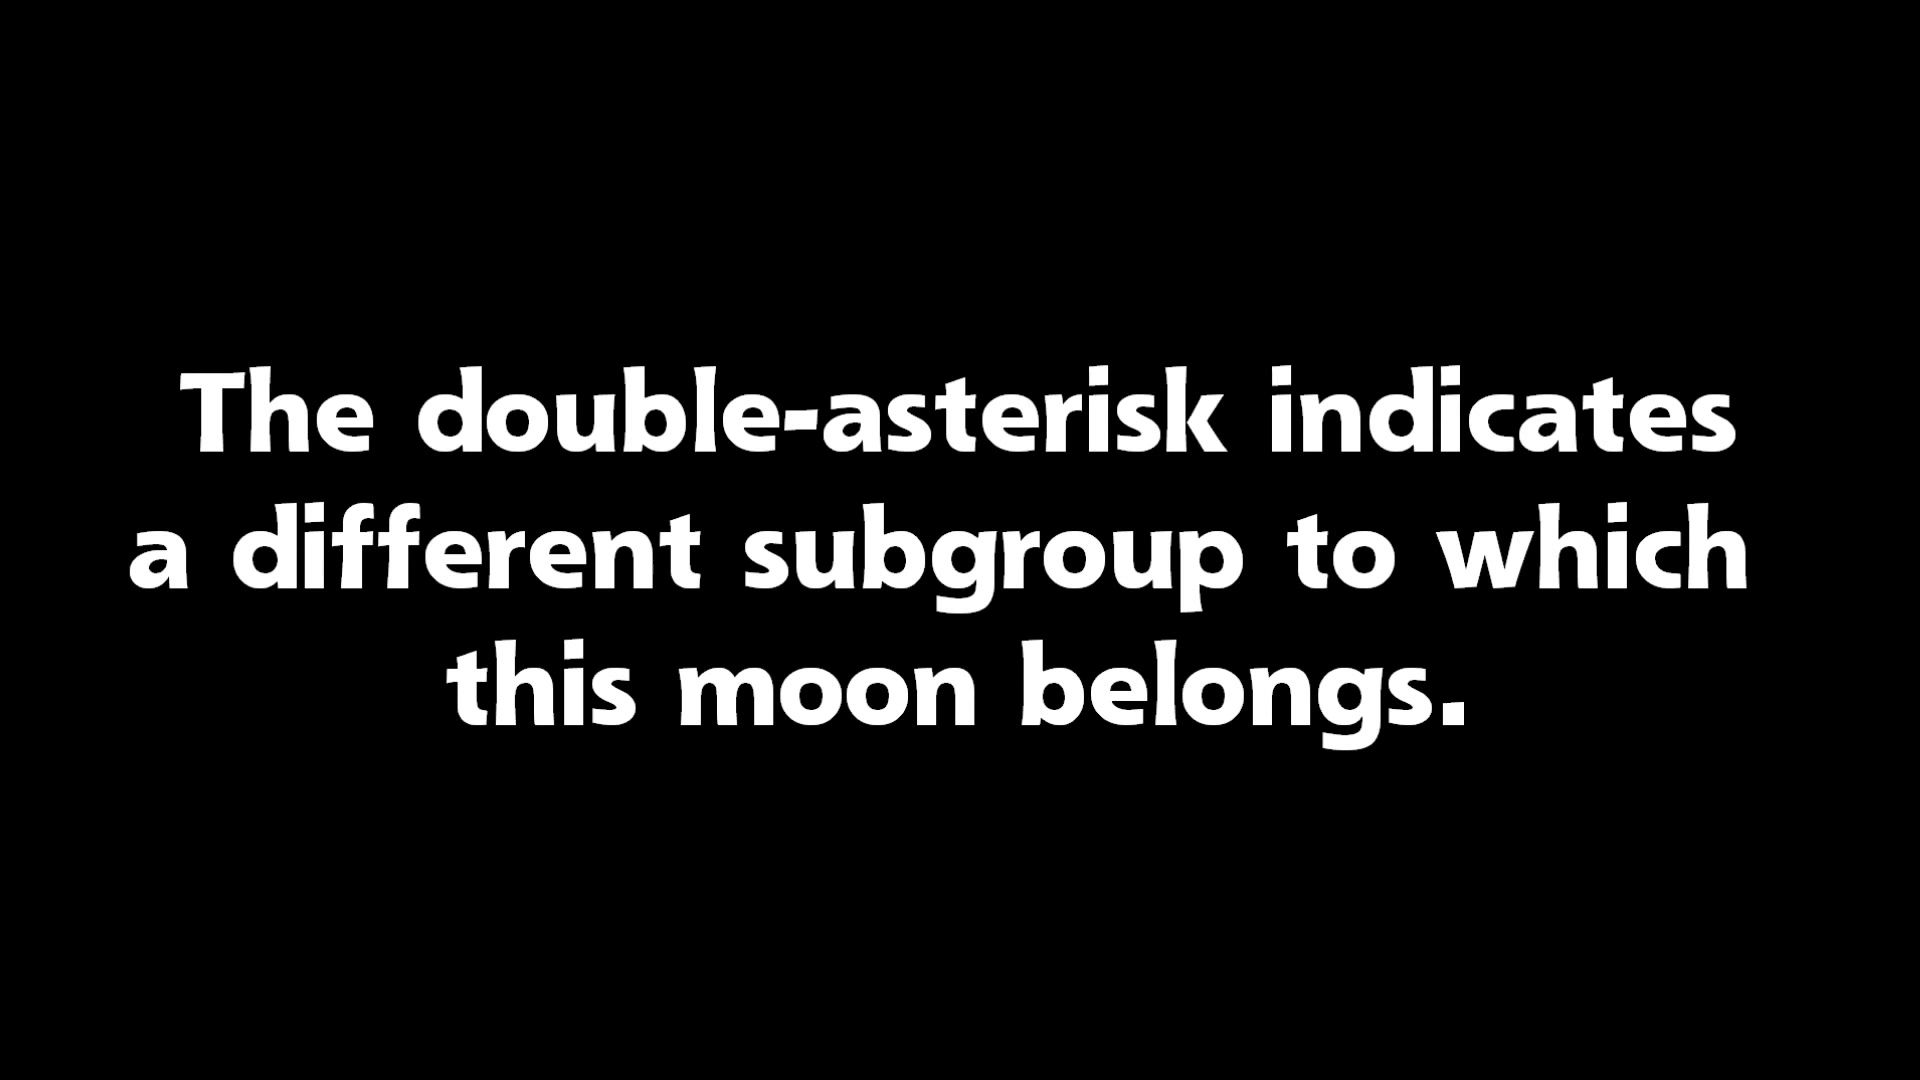 The double-asterisk indicates
a different subgroup to which
this moon belongs.